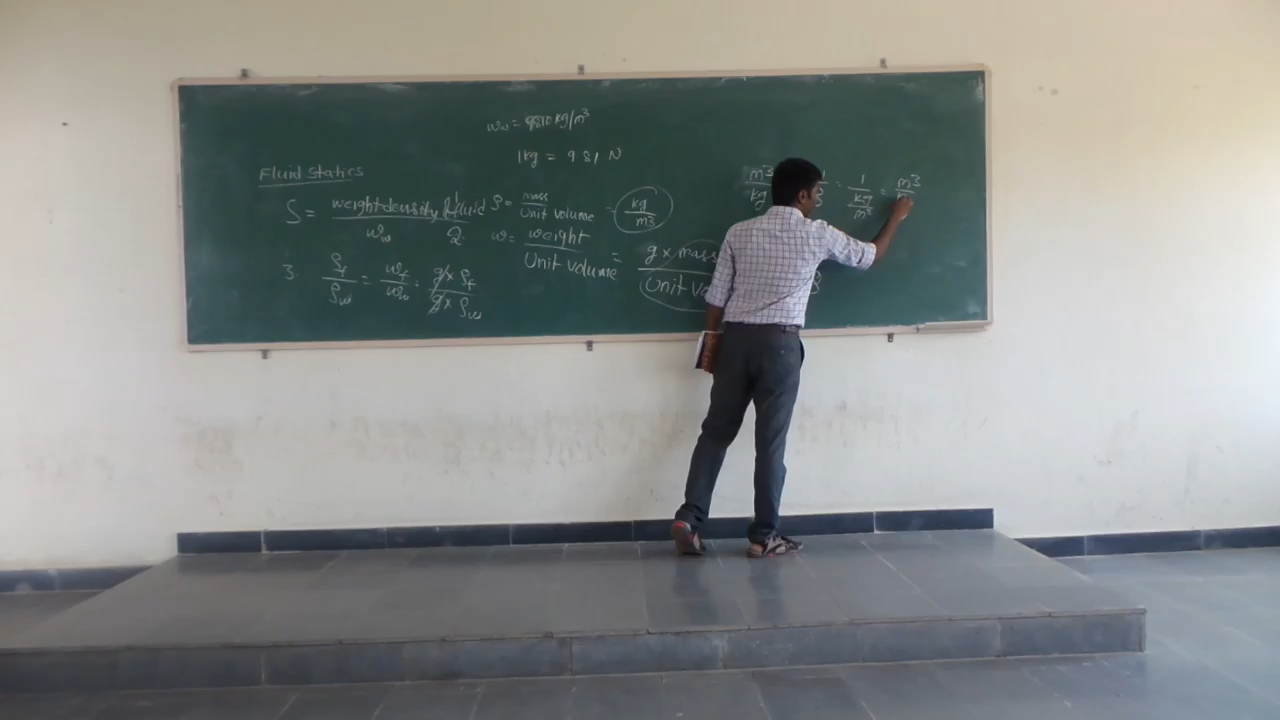 ww = 9810 kg/m³
1kg = 9.81 N
Fluid statics
S = weight density of fluid / ww
ρ = mass / Unit volume = kg / m3
w = weight / Unit volume = g x mass / Unit
3. ρf / ρw = wf / ww = g x ρf / g x ρw
m3 / kg
= 1 / kg/m3 = m3